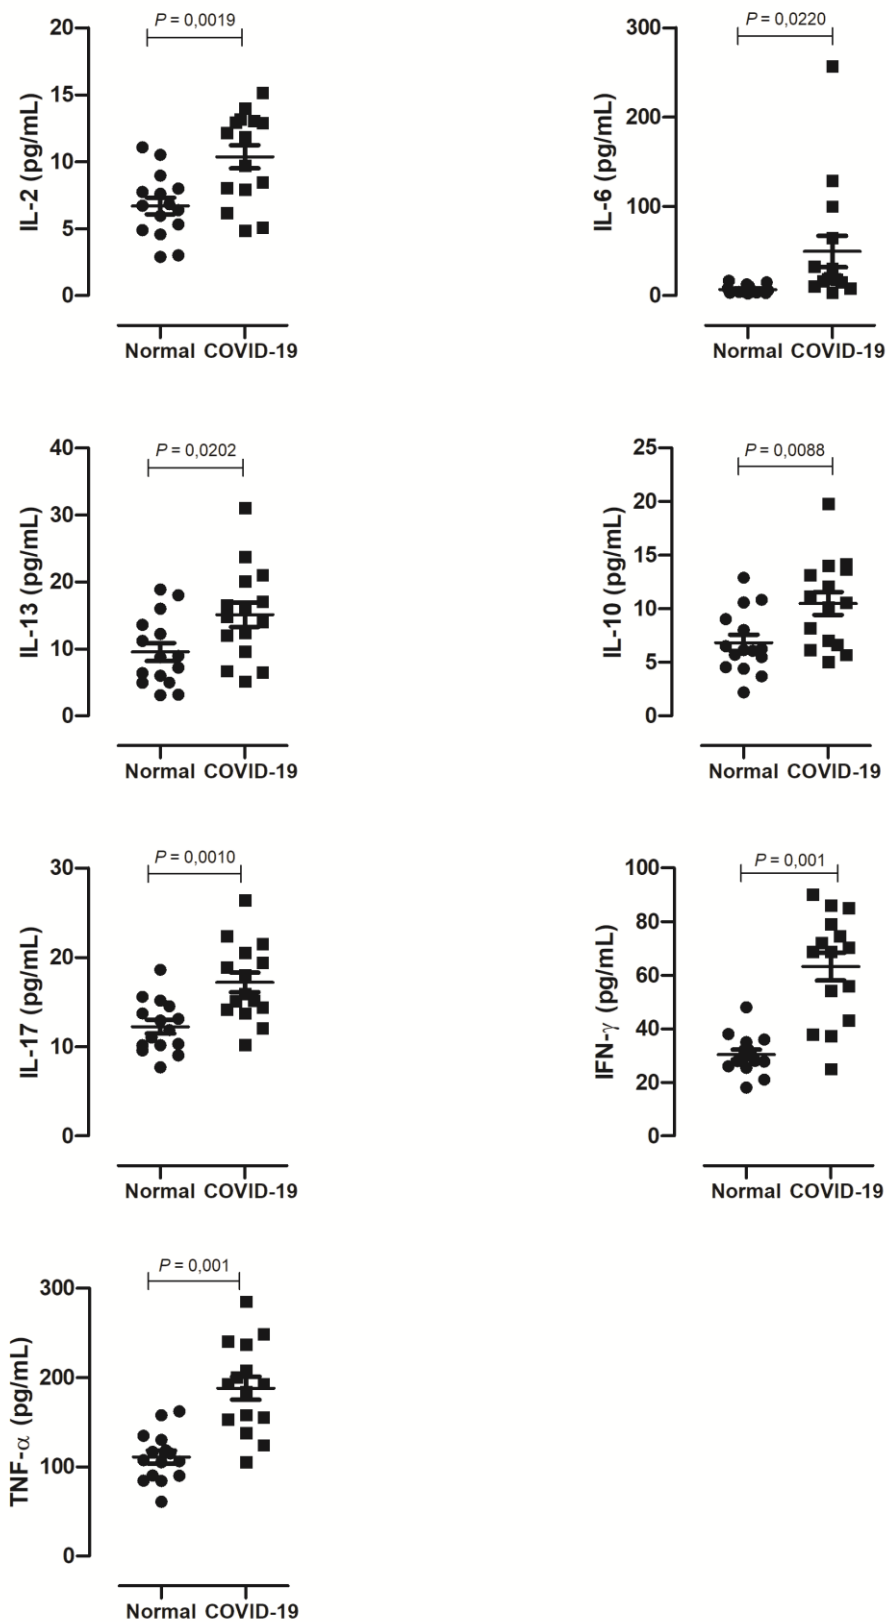 P = 0,0019
IL-2 (pg/mL)
20
15
10
5
0
Normal COVID-19
P = 0,0220
IL-6 (pg/mL)
300
200
100
0
Normal COVID-19
P = 0,0202
IL-13 (pg/mL)
40
30
20
10
0
Normal COVID-19
P = 0,0088
IL-10 (pg/mL)
25
20
15
10
5
0
Normal COVID-19
P = 0,0010
IL-17 (pg/mL)
30
20
10
0
Normal COVID-19
P = 0,001
IFN-γ (pg/mL)
100
80
60
40
20
0
Normal COVID-19
P = 0,001
TNF-α (pg/mL)
300
200
100
0
Normal COVID-19